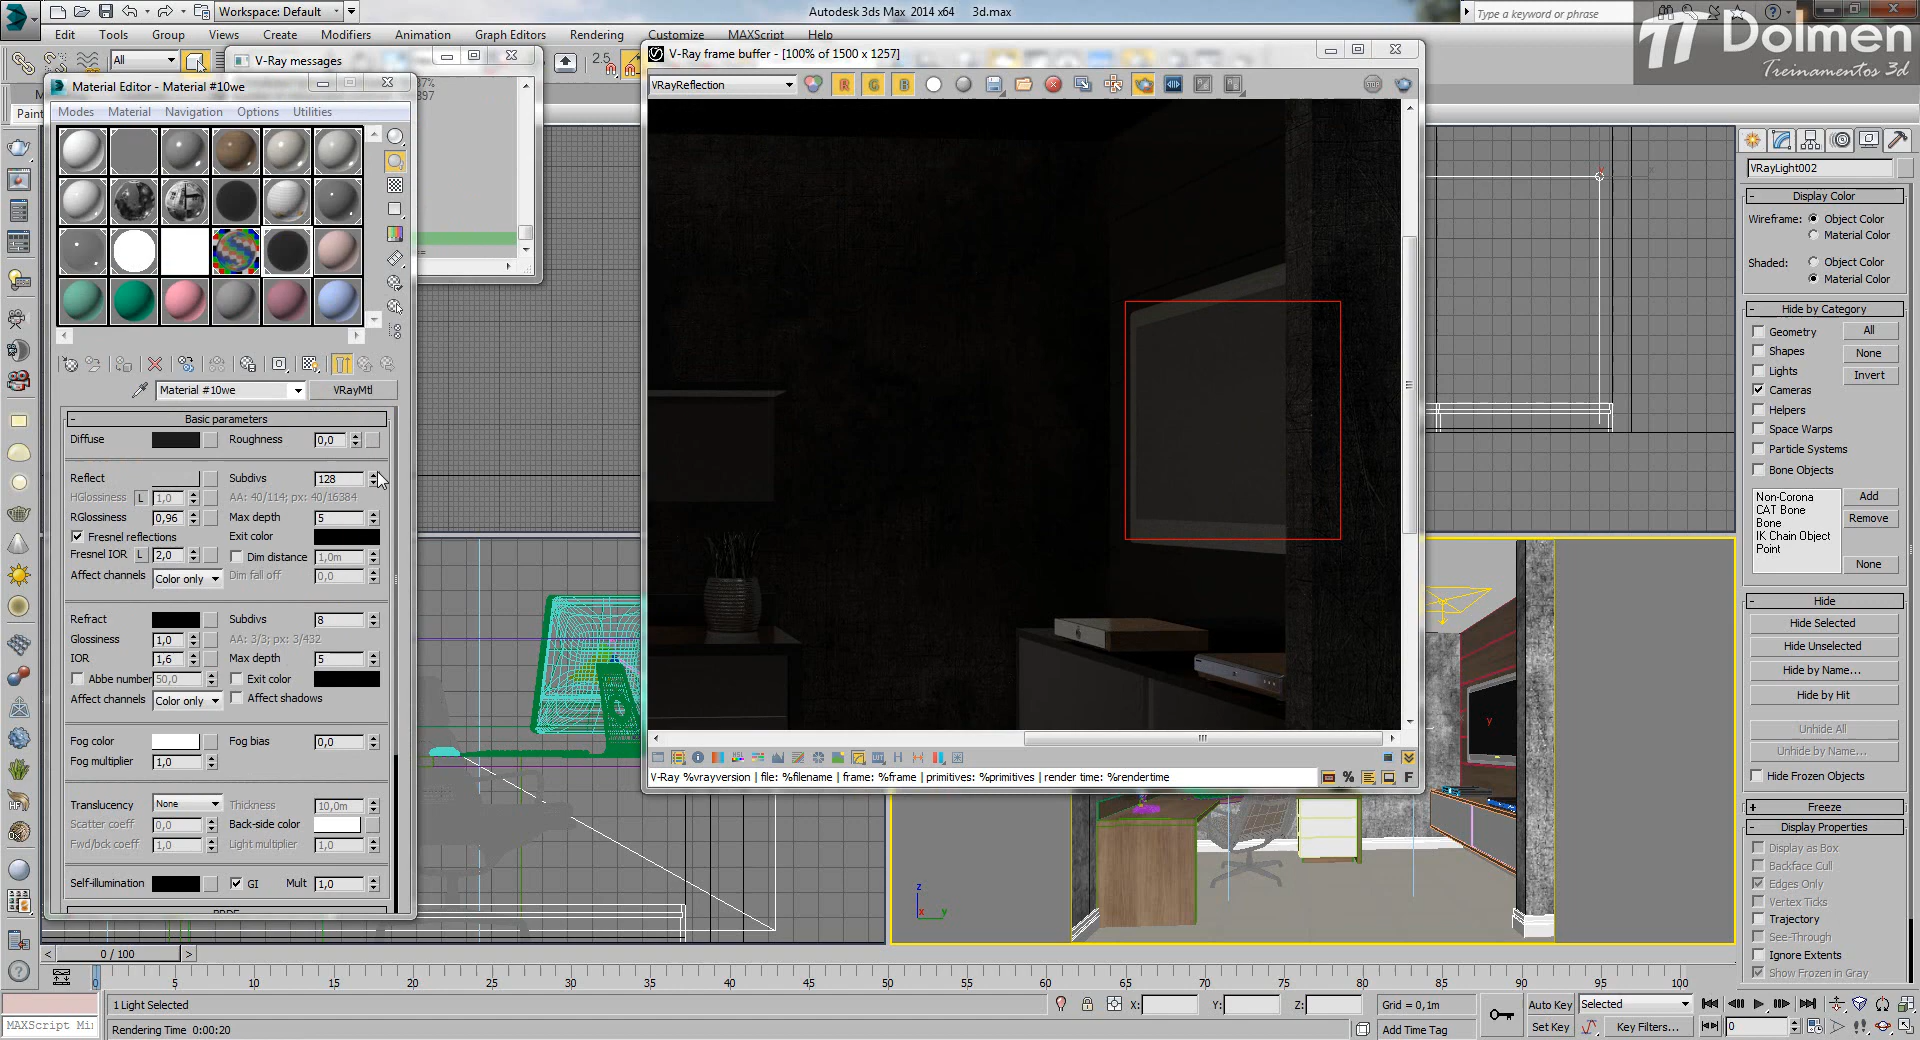 Workspace: Default
Autodesk 3ds Max 2014 x64
3d.max
Type a keyword or phrase
Edit
Tools
Group
Views
Create
Modifiers
Animation
Graph Editors
Rendering
Customize
MAXScript
Help
Dolmen
Treinamentos 3d
All
V-Ray messages
2.5
V-Ray frame buffer - [100% of 1500 x 1257]
Material Editor - Material #10we
Modes
Material
Navigation
Options
Utilities
VRayReflection
R
G
B
STOP
Paint
VRayLight002
Display Color
Wireframe:
Object Color
Material Color
Shaded:
Object Color
Material Color
Hide by Category
Geometry
All
Shapes
None
Lights
Invert
Cameras
Helpers
Space Warps
Particle Systems
Bone Objects
Non-Corona
CAT Bone
Bone
IK Chain Object
Point
Add
Remove
None
Hide
Hide Selected
Hide Unselected
Hide by Name...
Hide by Hit
Unhide All
Unhide by Name...
Hide Frozen Objects
Freeze
Display Properties
Display as Box
Backface Cull
Edges Only
Vertex Ticks
Trajectory
See-Through
Ignore Extents
Show Frozen in Gray
Material #10we
VRayMtl
Basic parameters
Diffuse
Roughness
0,0
Reflect
Subdivs
128
HGlossiness
L
1,0
AA: 40/114; px: 40/16384
RGlossiness
0,96
Max depth
5
Fresnel reflections
Exit color
Fresnel IOR
L
2,0
Dim distance
1,0m
Affect channels
Color only
Dim fall off
0,0
Refract
Subdivs
8
Glossiness
1,0
AA: 3/3; px: 3/432
IOR
1,6
Max depth
5
Abbe number
50,0
Exit color
Affect channels
Color only
Affect shadows
Fog color
Fog bias
0,0
Fog multiplier
1,0
Translucency
None
Thickness
10,0m
Scatter coeff
0,0
Back-side color
Fwd/bck coeff
1,0
Light multiplier
1,0
Self-illumination
GI
Mult
1,0
V-Ray %vrayversion | file: %filename | frame: %frame | primitives: %primitives | render time: %rendertime
%
F
z
x
y
y
0 / 100
0
5
10
15
20
25
30
35
40
45
50
55
60
65
70
75
80
85
90
95
100
1 Light Selected
X:
Y:
Z:
Grid = 0,1m
Auto Key
Selected
MAXScript Mi
Rendering Time 0:00:20
Add Time Tag
Set Key
Key Filters...
0